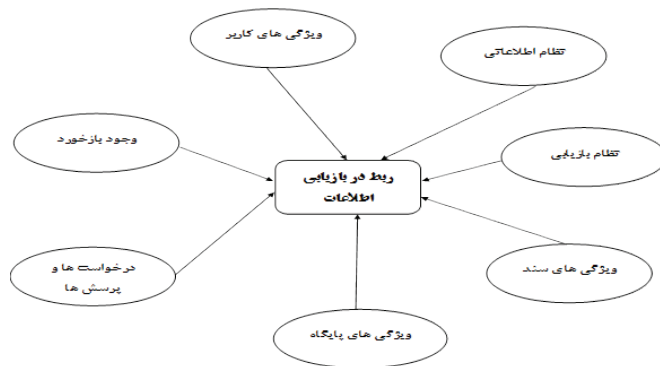 ویژگی های کاربر
نظام اطلاعاتی
وجود بازخورد
نظام بازیابی
ربط در بازیابی
اطلاعات
درخواست ها و
پرسش ها
ویژگی های سند
ویژگی های پایگاه